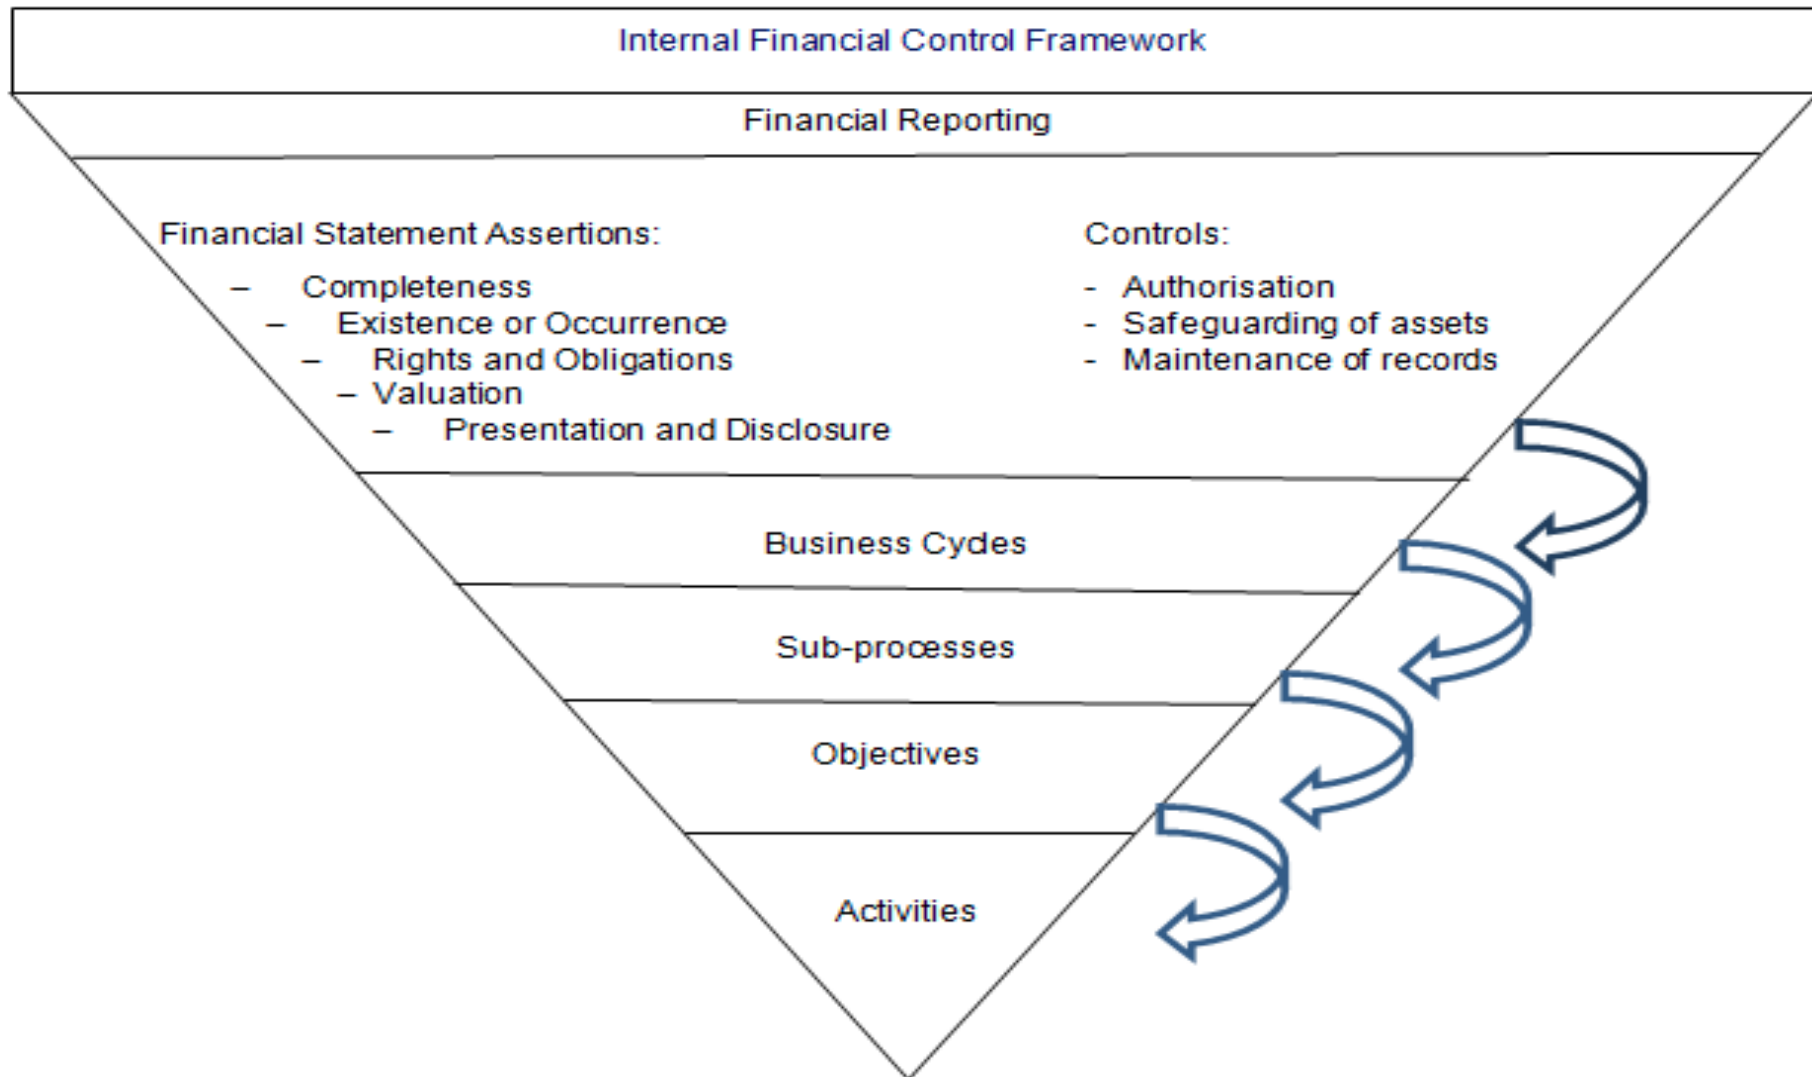 Internal Financial Control Framework
Financial Reporting
Financial Statement Assertions:
– Completeness
– Existence or Occurrence
– Rights and Obligations
– Valuation
– Presentation and Disclosure
Controls:
- Authorisation
- Safeguarding of assets
- Maintenance of records
Business Cycles
Sub-processes
Objectives
Activities